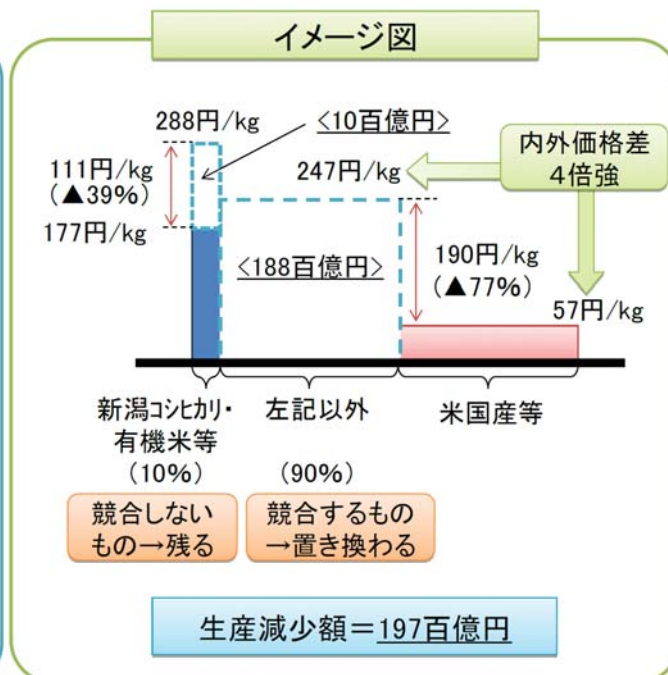 イメージ図
288円/kg
<10百億円>
111円/kg
(▲39%)
177円/kg
247円/kg
内外価格差
4倍強
<188百億円>
190円/kg
(▲77%)
57円/kg
新潟コシヒカリ・
有機米等
(10%)
左記以外
(90%)
米国産等
競合しない
もの→残る
競合するもの
→置き換わる
生産減少額=197百億円